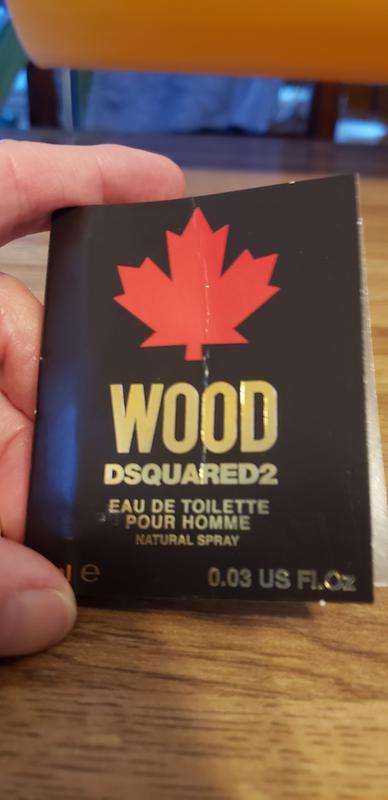 WOOD
DSQUARED2
EAU DE TOILETTE
POUR HOMME
NATURAL SPRAY
e 0.03 US Fl.Oz